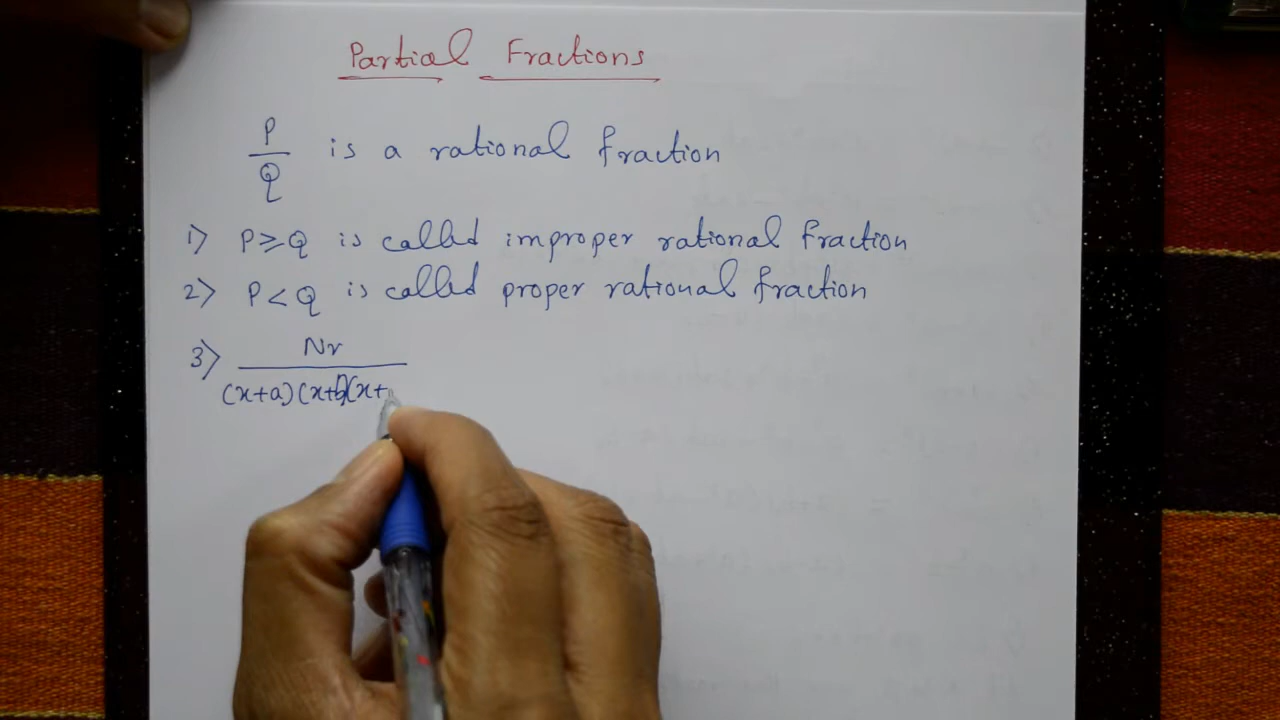 Partial Fractions
P
Q
is a rational fraction
1) P ≥ Q is called improper rational fraction
2) P < Q is called proper rational fraction
3) Nr
(x+a)(x+b)(x+